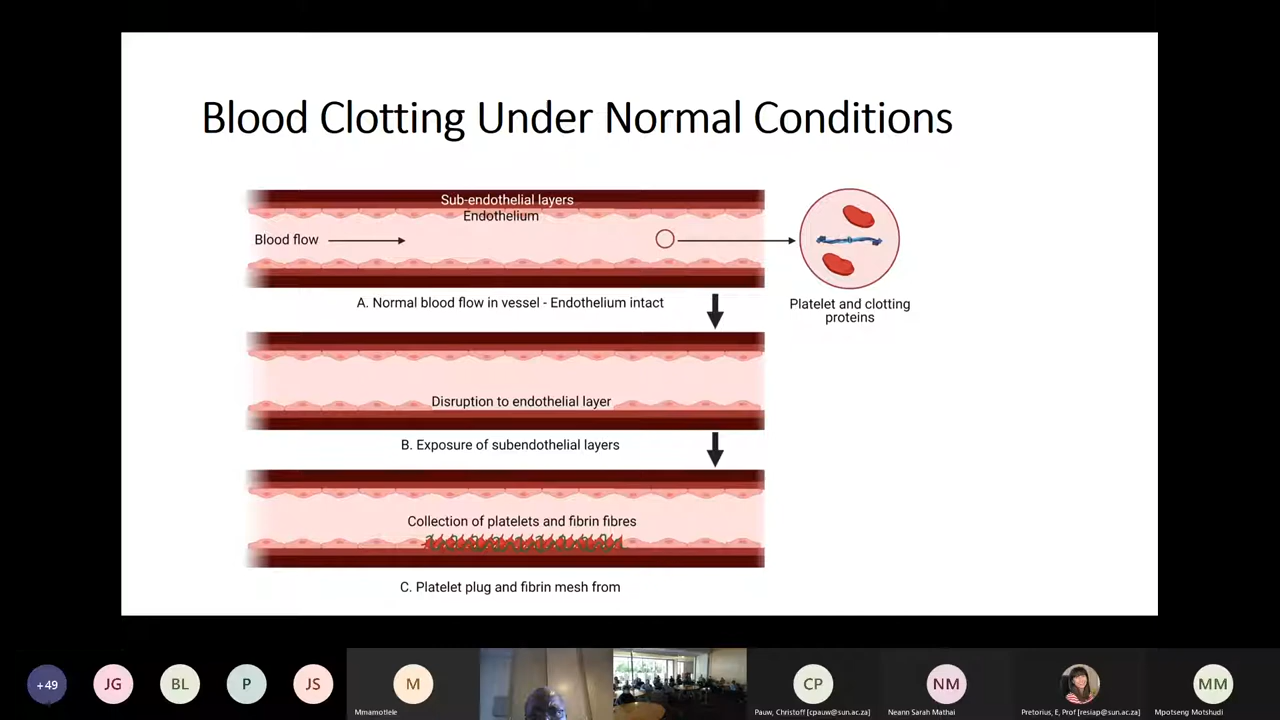 Blood Clotting Under Normal Conditions
Sub-endothelial layers
Endothelium
Blood flow
A. Normal blood flow in vessel - Endothelium intact
Platelet and clotting
proteins
Disruption to endothelial layer
B. Exposure of subendothelial layers
Collection of platelets and fibrin fibres
C. Platelet plug and fibrin mesh from
+49
JG
BL
P
JS
M
CP
NM
MM
Mmamotlele
Pauw, Christoff [cpauw@sun.ac.za]
Neann Sarah Mathai
Pretorius, E, Prof [resiap@sun.ac.za]
Mpotseng Motshudi